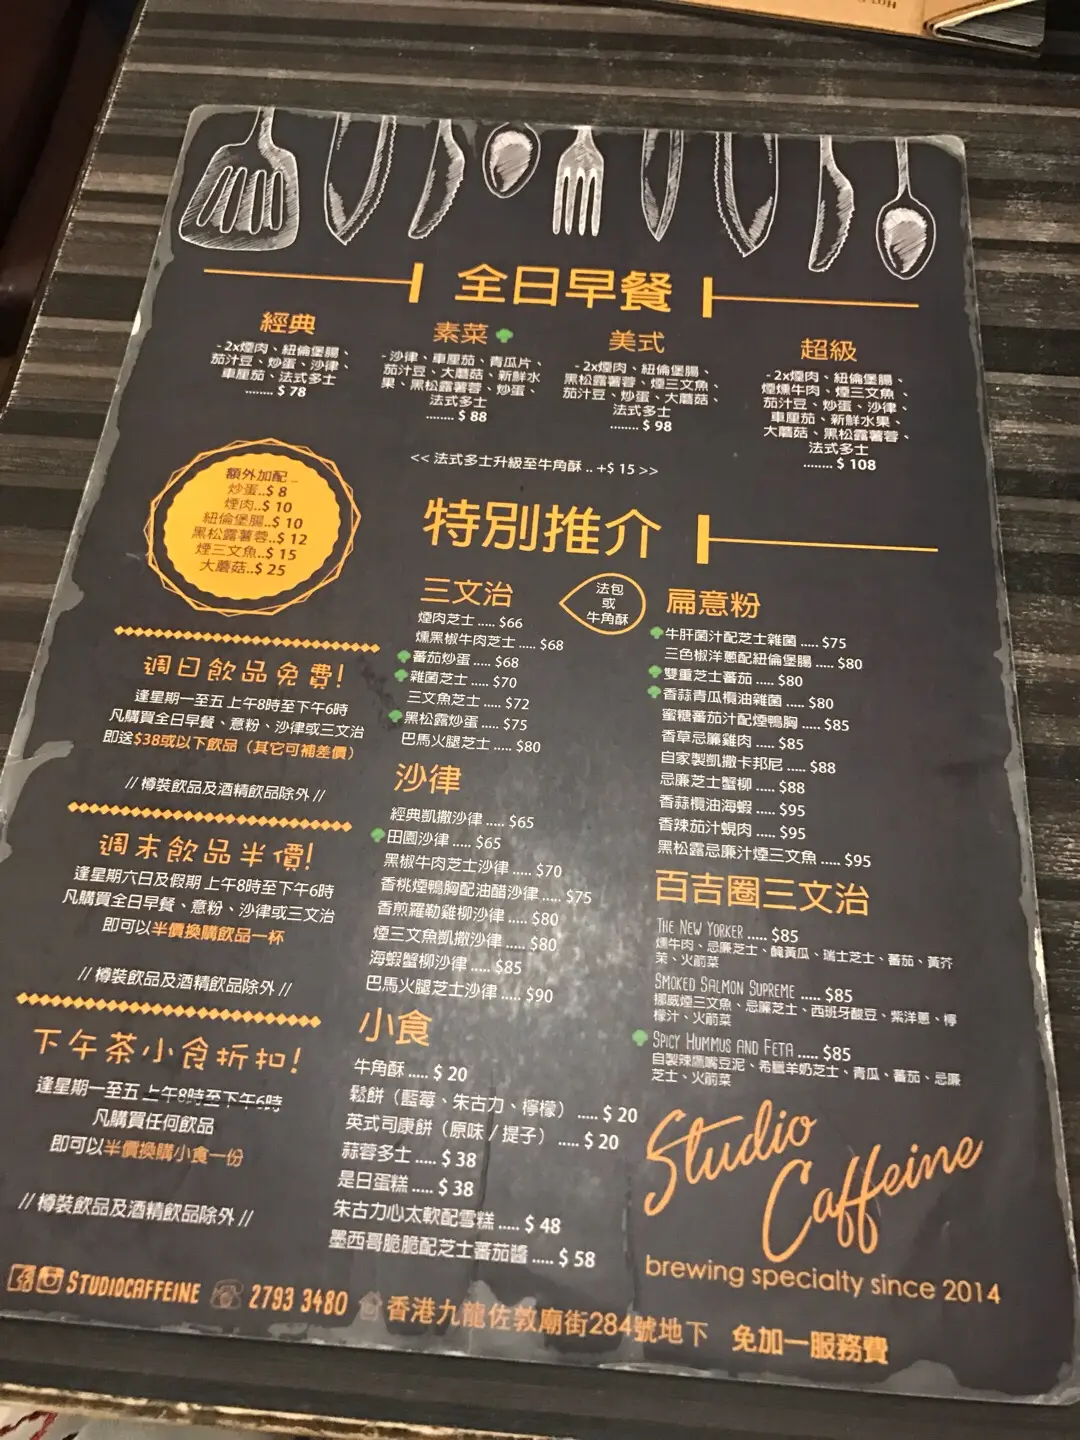 全日早餐
經典
- 2x煙肉、紐倫堡腸、
茄汁豆、炒蛋、沙律、
車厘茄、法式多士
........ $ 78
素菜
- 沙律、車厘茄、青瓜片、
茄汁豆、大蘑菇、新鮮水
果、黑松露薯蓉、炒蛋、
法式多士
........ $ 88
美式
- 2x煙肉、紐倫堡腸、
黑松露薯蓉、煙三文魚、
茄汁豆、炒蛋、大蘑菇、
法式多士
........ $ 98
超級
- 2x煙肉、紐倫堡腸、
煙燻牛肉、煙三文魚、
茄汁豆、炒蛋、沙律、
車厘茄、新鮮水果、
大蘑菇、黑松露薯蓉、
法式多士
........ $ 108
<< 法式多士升級至牛角酥 .. +$ 15 >>
額外加配 ..
炒蛋..$ 8
煙肉..$ 10
紐倫堡腸..$ 10
黑松露薯蓉..$ 12
煙三文魚..$ 15
大蘑菇..$ 25
週日飲品免費!
逢星期一至五 上午8時至下午6時
凡購買全日早餐、意粉、沙律或三文治
即送$38或以下飲品（其它可補差價）
// 樽裝飲品及酒精飲品除外 //
週末飲品半價!
逢星期六日及假期 上午8時至下午6時
凡購買全日早餐、意粉、沙律或三文治
即可以半價換購飲品一杯
// 樽裝飲品及酒精飲品除外 //
下午茶小食折扣!
逢星期一至五 上午8時至下午6時
凡購買任何飲品
即可以半價換購小食一份
// 樽裝飲品及酒精飲品除外 //
特別推介
三文治
法包
或
牛角酥
煙肉芝士 ..... $66
燻黑椒牛肉芝士 ..... $68
蕃茄炒蛋 ..... $68
雜菌芝士 ..... $70
三文魚芝士 ..... $72
黑松露炒蛋 ..... $75
巴馬火腿芝士 ..... $80
沙律
經典凱撒沙律 ..... $65
田園沙律 ..... $65
黑椒牛肉芝士沙律 ..... $70
香桃煙鴨胸配油醋沙律 ..... $75
香煎羅勒雞柳沙律 ..... $80
煙三文魚凱撒沙律 ..... $80
海蝦蟹柳沙律 ..... $85
巴馬火腿芝士沙律 ..... $90
小食
牛角酥 ..... $ 20
鬆餅（藍莓、朱古力、檸檬） ..... $ 20
英式司康餅（原味 / 提子） ..... $ 20
蒜蓉多士 ..... $ 38
是日蛋糕 ..... $ 38
朱古力心太軟配雪糕 ..... $ 48
墨西哥脆脆配芝士蕃茄醬 ..... $ 58
扁意粉
牛肝菌汁配芝士雜菌 ..... $75
三色椒洋蔥配紐倫堡腸 ..... $80
雙重芝士蕃茄 ..... $80
香蒜青瓜欖油雜菌 ..... $80
蜜糖蕃茄汁配煙鴨胸 ..... $85
香草忌廉雞肉 ..... $85
自家製凱撒卡邦尼 ..... $88
忌廉芝士蟹柳 ..... $88
香蒜欖油海蝦 ..... $95
香辣茄汁蜆肉 ..... $95
黑松露忌廉汁煙三文魚 ..... $95
百吉圈三文治
THE NEW YORKER ..... $85
燻牛肉、忌廉芝士、醃黃瓜、瑞士芝士、蕃茄、黃芥
茉、火箭菜
SMOKED SALMON SUPREME ..... $85
挪威煙三文魚、忌廉芝士、西班牙酸豆、紫洋蔥、檸
檬汁、火箭菜
SPICY HUMMUS AND FETA ..... $85
自製辣鷹嘴豆泥、希臘羊奶芝士、青瓜、蕃茄、忌廉
芝士、火箭菜
Studio
Caffeine
brewing specialty since 2014
STUDIOCAFFEINE 2793 3480 香港九龍佐敦廟街284號地下 免加一服務費